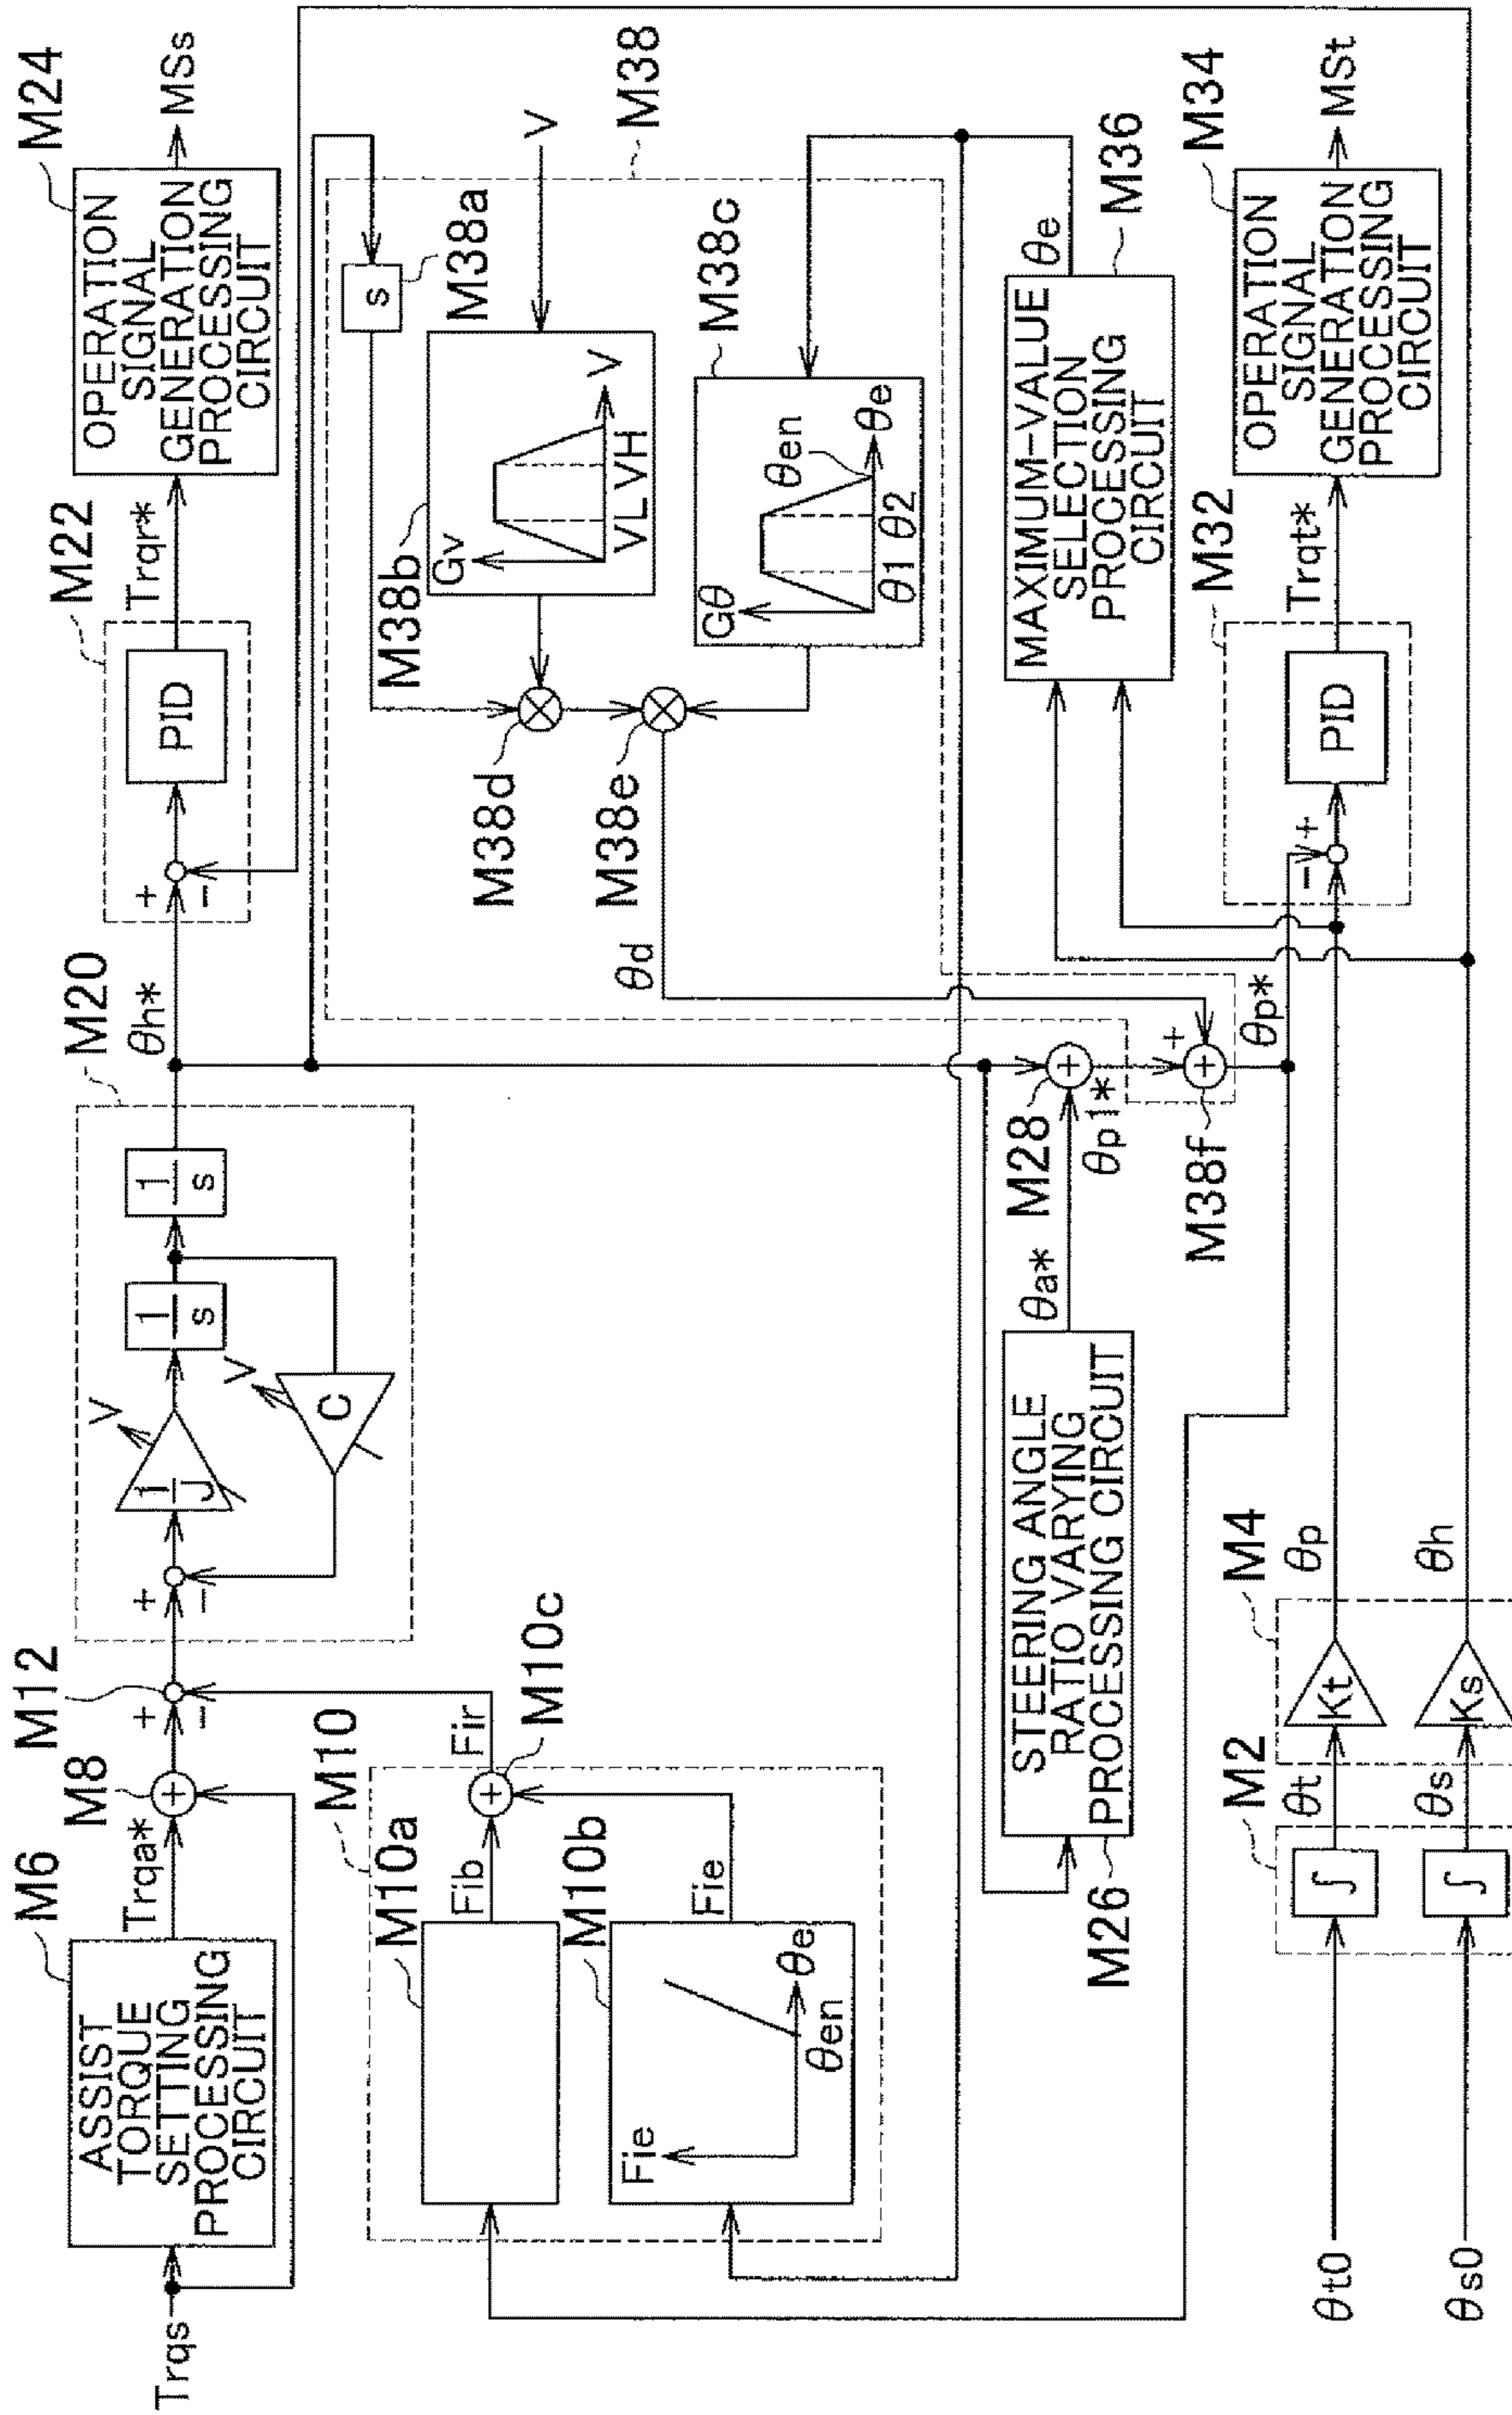 Trqs
ASSIST
TORQUE
SETTING
PROCESSING
CIRCUIT
M6
Trqa*
M8
+
M12
+
−
+
−
1
J
V
1
s
1
s
C
V
M20
θh*
+
−
PID
M22
Trqr*
OPERATION
SIGNAL
GENERATION
PROCESSING
CIRCUIT
M24
MSs
M10
M10a
Fib
M10b
Fie
θen
θe
Fie
+
Fir
M10c
s
M38a
M38
M38b
Gv
VL
VH
V
V
M38c
Gθ
θ1
θ2
θen
θe
M38d
M38e
θd
STEERING ANGLE
RATIO VARYING
PROCESSING CIRCUIT
M26
θa*
M28
+
θp1*
+
+
M38f
θp*
MAXIMUM-VALUE
SELECTION
PROCESSING
CIRCUIT
θe
M36
θt0
θs0
∫
∫
M2
θt
θs
Kt
Ks
M4
θp
θh
−
+
PID
M32
Trqt*
OPERATION
SIGNAL
GENERATION
PROCESSING
CIRCUIT
M34
MSt